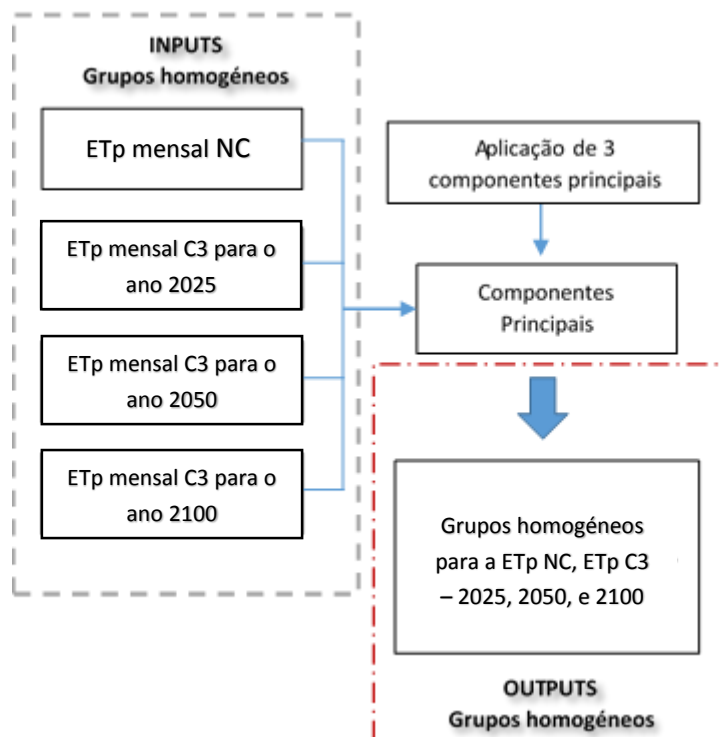 INPUTS
Grupos homogéneos
ETp mensal NC
ETp mensal C3 para o
ano 2025
ETp mensal C3 para o
ano 2050
ETp mensal C3 para o
ano 2100
Aplicação de 3
componentes principais
Componentes
Principais
Grupos homogéneos
para a ETp NC, ETp C3
– 2025, 2050, e 2100
OUTPUTS
Grupos homogéneos